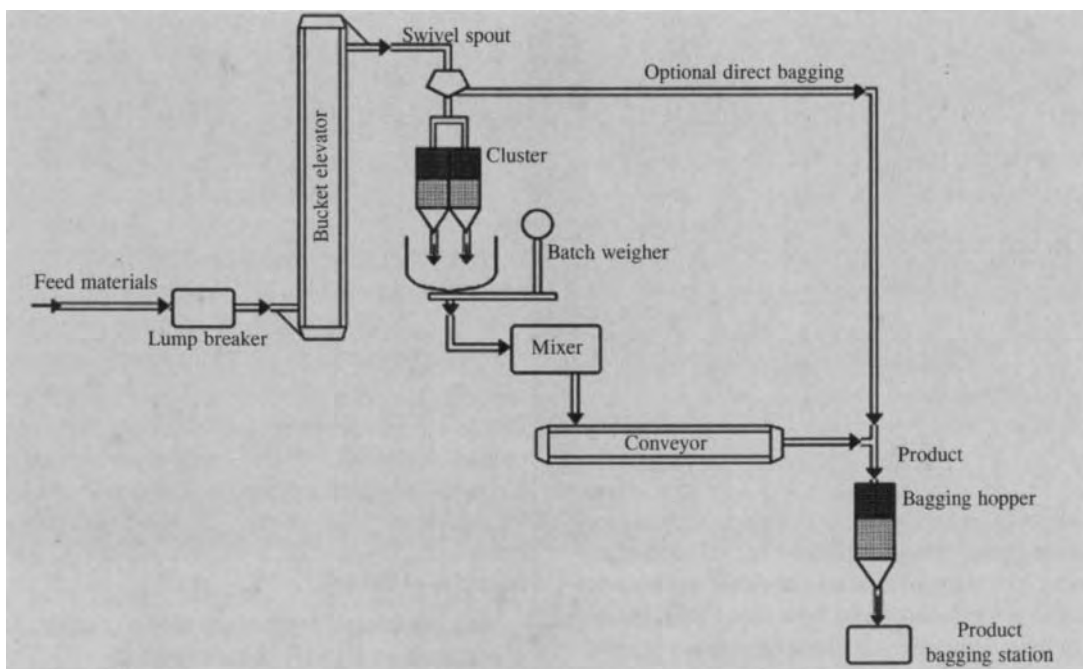 Swivel spout
Optional direct bagging
Bucket elevator
Cluster
Batch weigher
Feed materials
Lump breaker
Mixer
Conveyor
Product
Bagging hopper
Product
bagging station